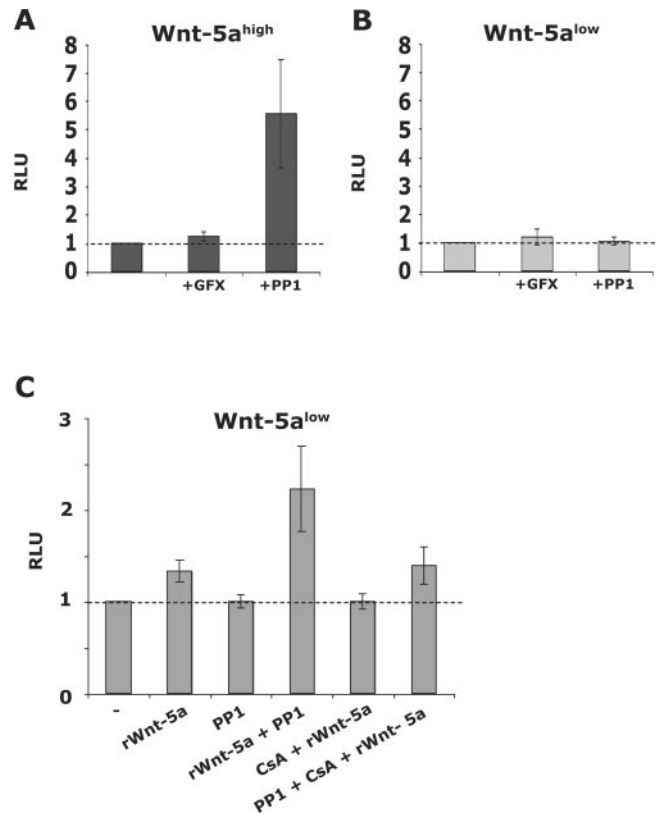 A
Wnt-5a^high
8
7
6
5
4
3
2
1
0
RLU
+GFX +PP1
B
Wnt-5a^low
8
7
6
5
4
3
2
1
0
RLU
+GFX +PP1
C
Wnt-5a^low
3
2
1
0
RLU
-
rWnt-5a
PP1
rWnt-5a + PP1
CsA + rWnt-5a
PP1 + CsA + rWnt- 5a